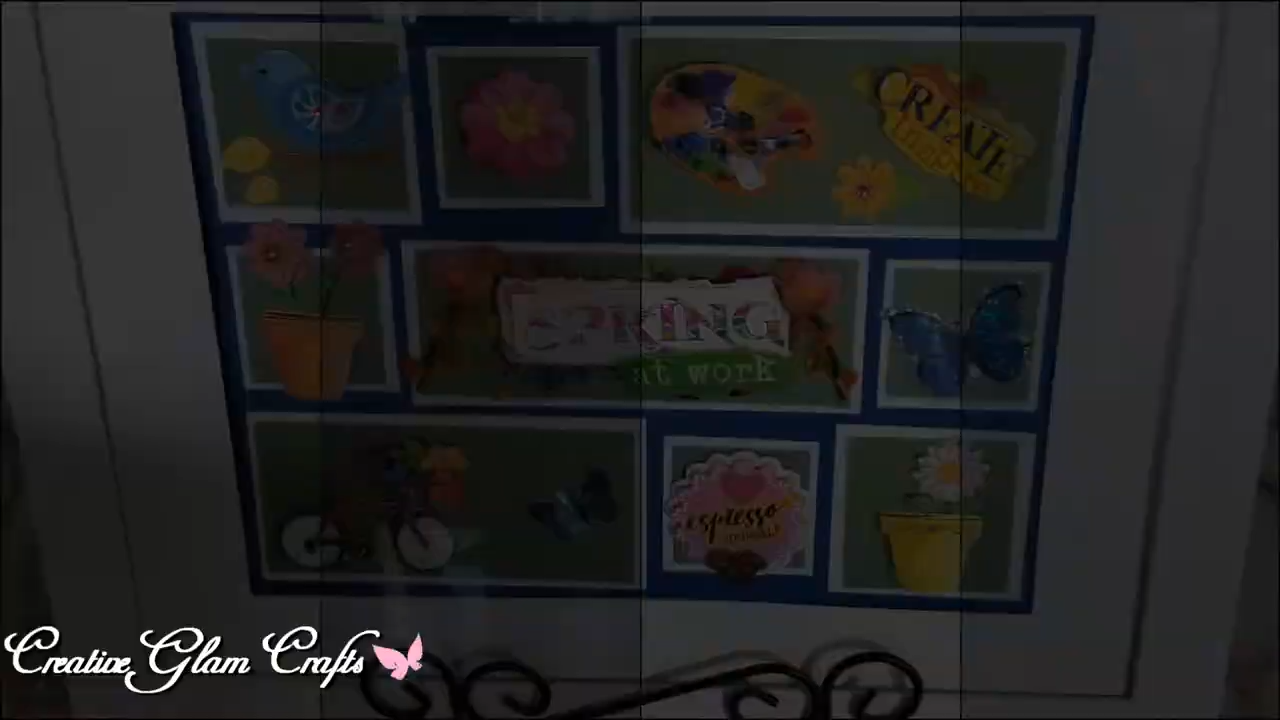 CREATE
SPRING
at work
espresso
Creative Glam Crafts